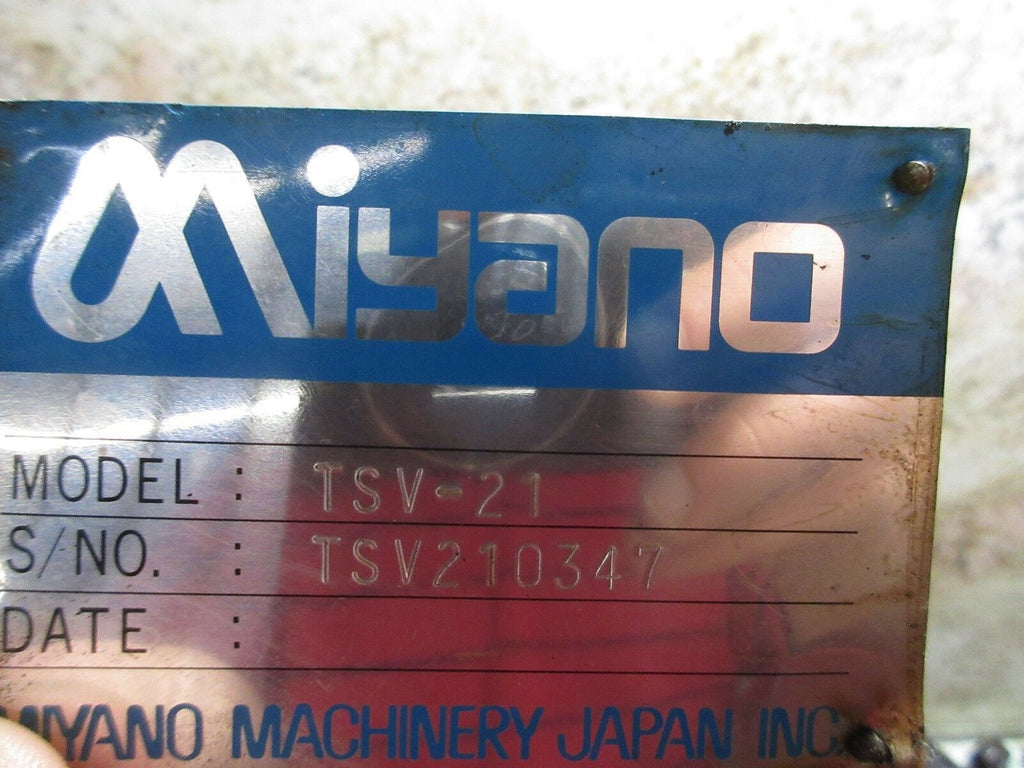 Miyano
MODEL : TSV-21
S/NO. : TSV210347
DATE :
MIYANO MACHINERY JAPAN INC.